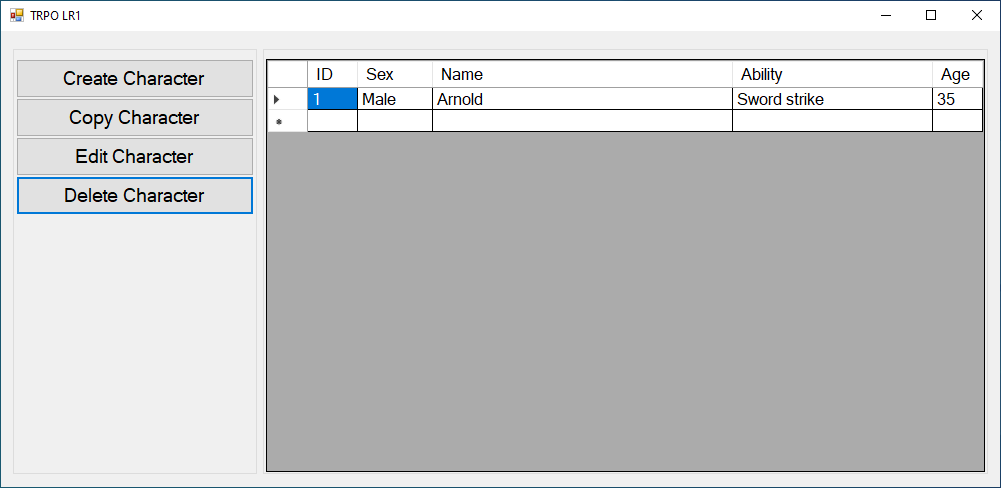 TRPO LR1
Create Character
Copy Character
Edit Character
Delete Character
ID Sex Name Ability Age
1 Male Arnold Sword strike 35